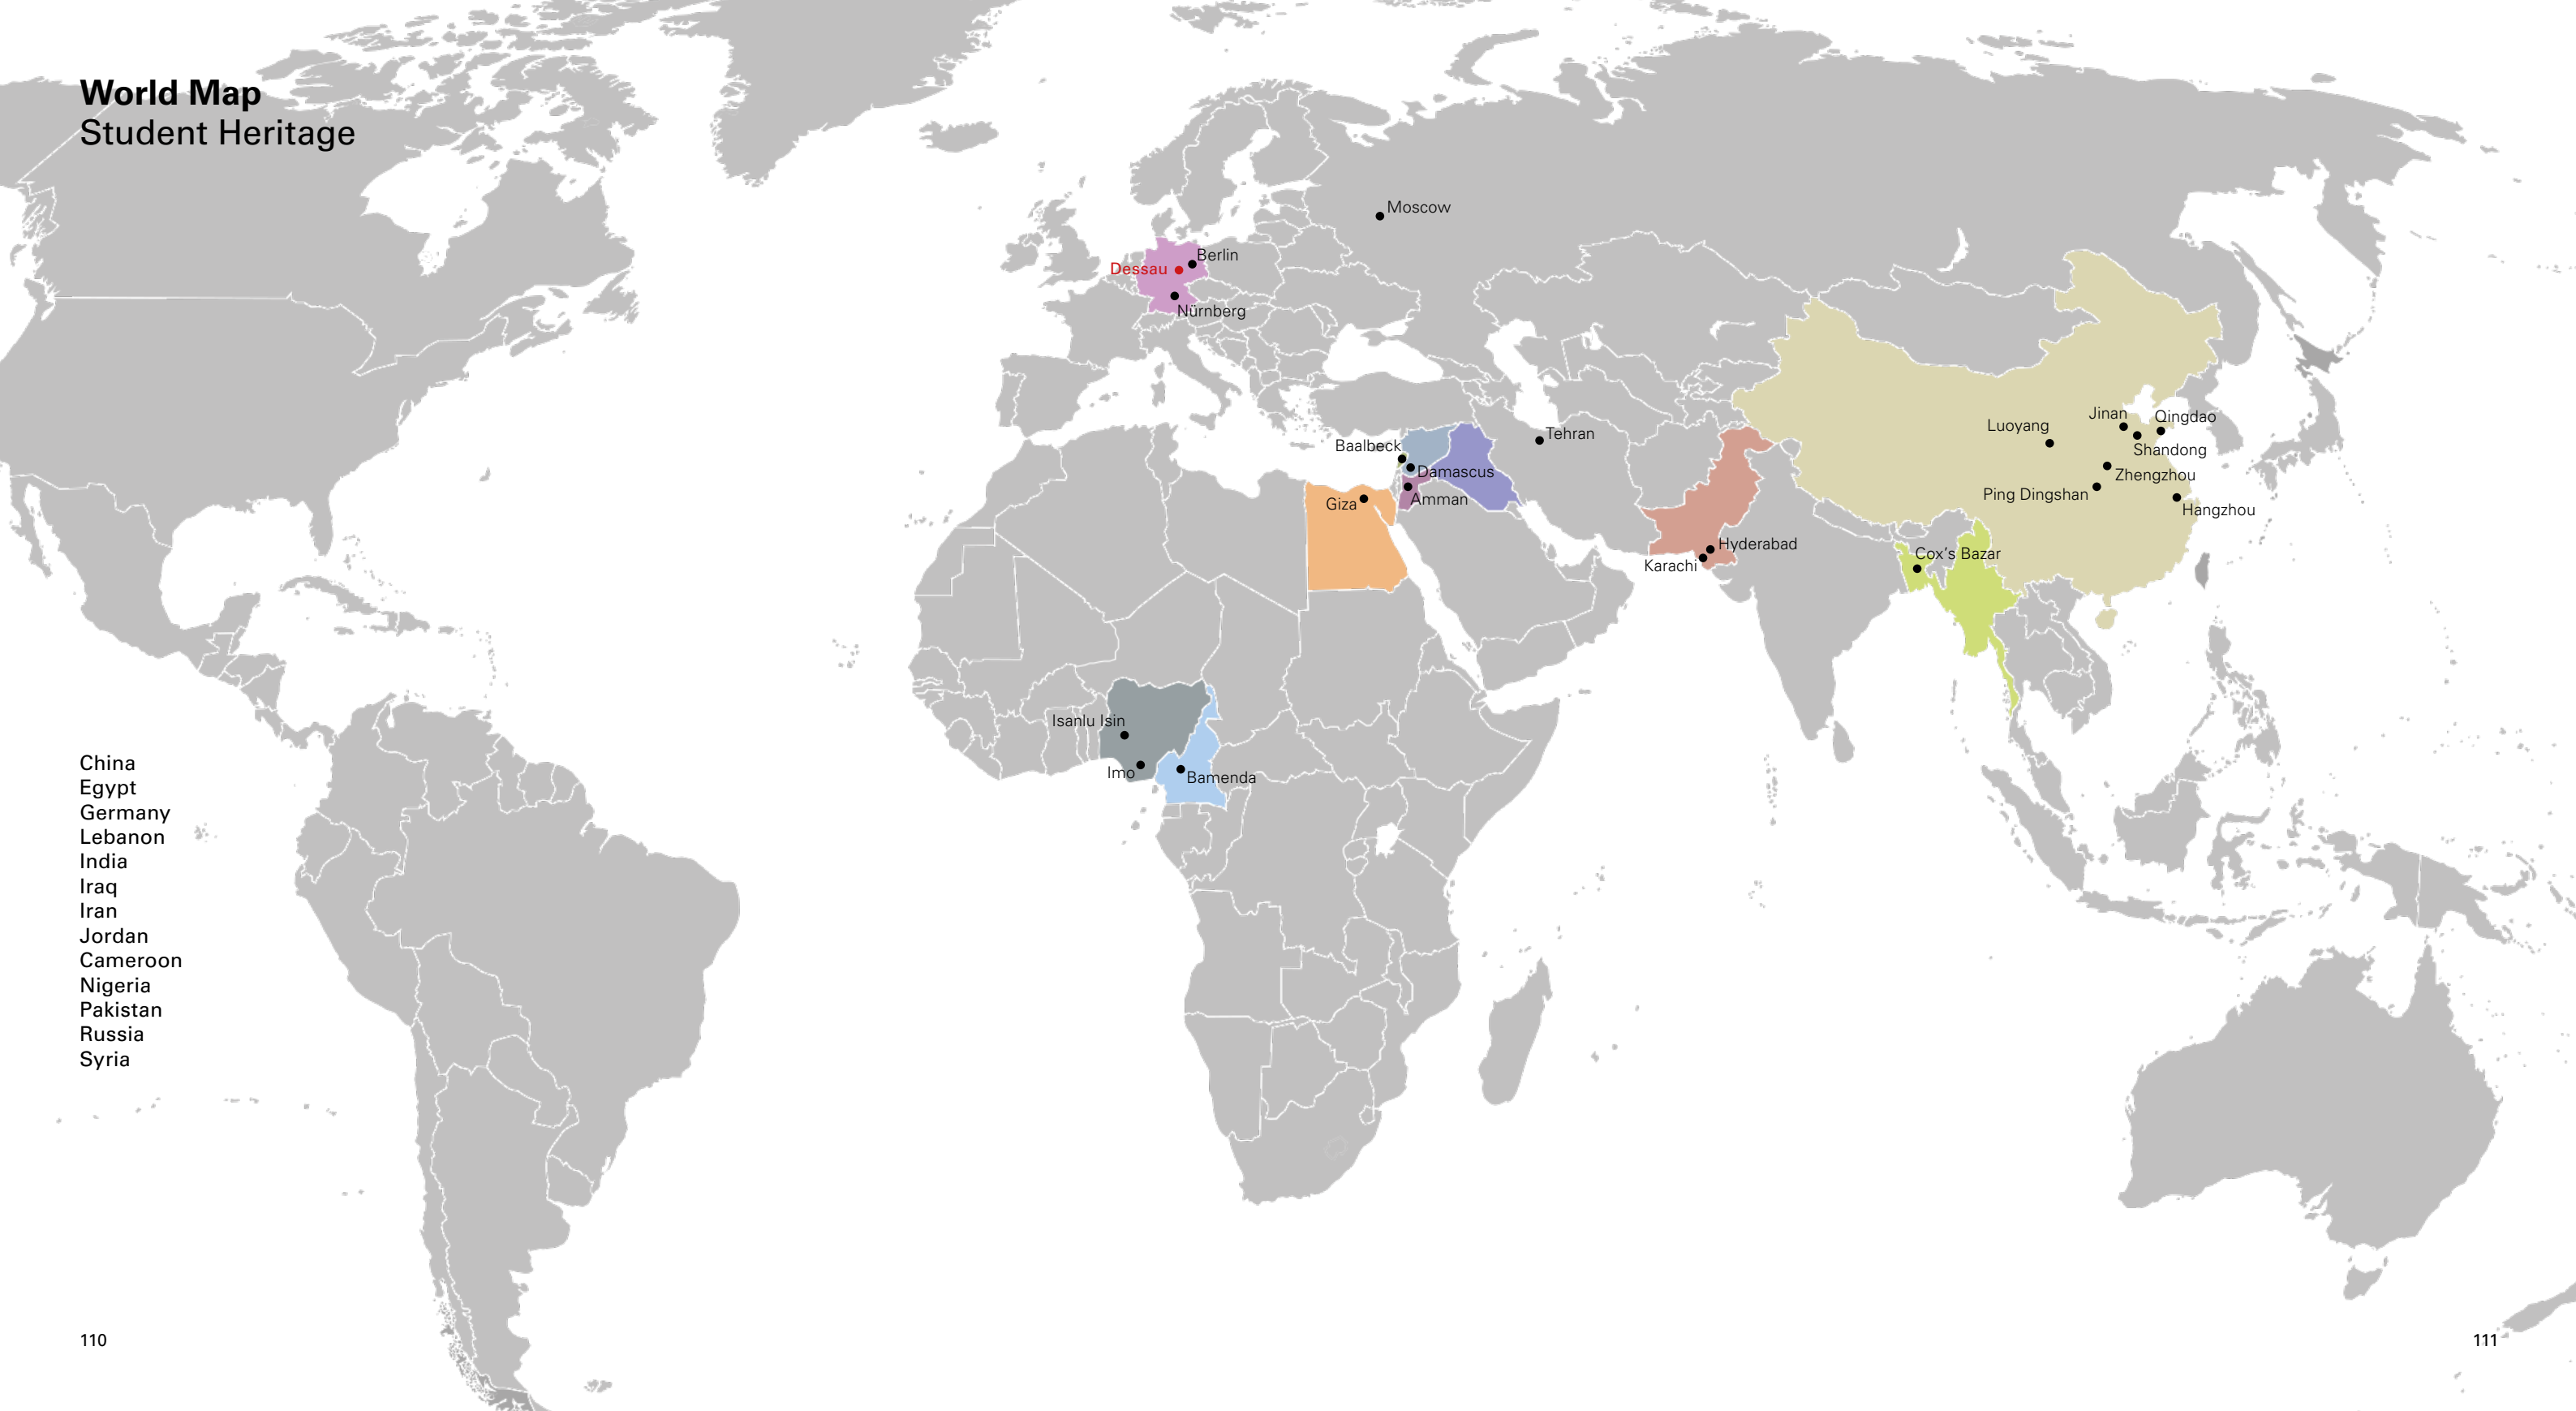 World Map
Student Heritage
Moscow
Berlin
Dessau
Nürnberg
Jinan
Qingdao
Luoyang
Tehran
Baalbeck
Shandong
Damascus
Zhengzhou
Ping Dingshan
Amman
Giza
Hangzhou
Hyderabad
Cox's Bazar
Karachi
Isanlu Isin
Imo
Bamenda
China
Egypt
Germany
Lebanon
India
Iraq
Iran
Jordan
Cameroon
Nigeria
Pakistan
Russia
Syria
110
111